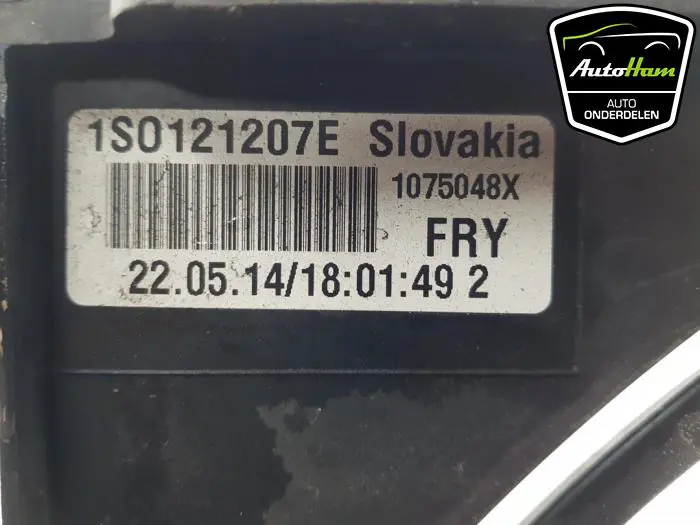 AutoHam
AUTO
ONDERDELEN
1S0121207E Slovakia
1075048X
FRY
22.05.14/18:01:49 2